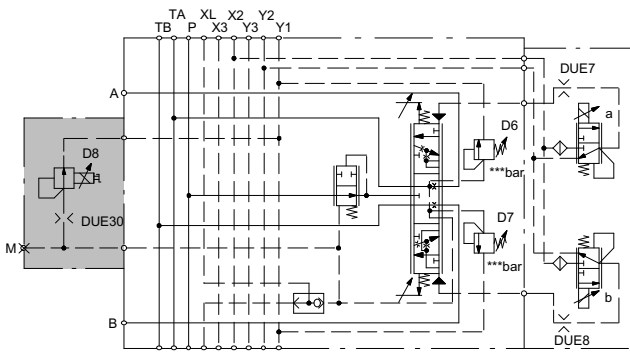 TA XL X2 Y2
TB P X3 Y3 Y1
DUE7
A
a
D6
D8
***bar
DUE30
D7
M
***bar
b
B
DUE8